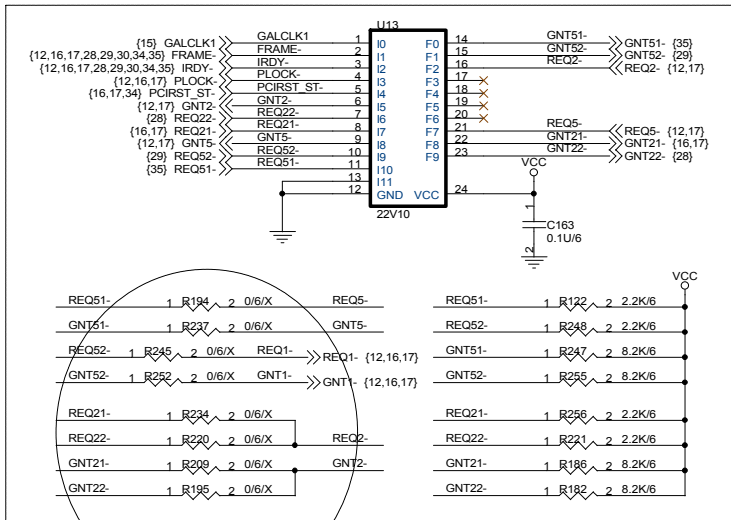 U13
{15} GALCLK1 GALCLK1 1 I0 F0 14 GNT51- GNT51- {35}
{12,16,17,28,29,30,34,35} FRAME- FRAME- 2 I1 F1 15 GNT52- GNT52- {29}
{12,16,17,28,29,30,34,35} IRDY- IRDY- 3 I2 F2 16 REQ2- REQ2- {12,17}
{12,16,17} PLOCK- PLOCK- 4 I3 F3 17
{16,17,34} PCIRST_ST- PCIRST_ST- 5 I4 F4 18
{12,17} GNT2- GNT2- 6 I5 F5 19
{28} REQ22- REQ22- 7 I6 F6 20
{16,17} REQ21- REQ21- 8 I7 F7 21 REQ5- REQ5- {12,17}
{12,17} GNT5- GNT5- 9 I8 F8 22 GNT21- GNT21- {16,17}
{29} REQ52- REQ52- 10 I9 F9 23 GNT22- GNT22- {28}
{35} REQ51- REQ51- 11 I10
13 I11 VCC
12 GND VCC 24
22V10
1
C163
0.1U/6
2
VCC
REQ51- 1 R194 2 0/6/X REQ5- REQ51- 1 R122 2 2.2K/6
GNT51- 1 R237 2 0/6/X GNT5- REQ52- 1 R248 2 2.2K/6
REQ52- 1 R245 2 0/6/X REQ1- REQ1- {12,16,17} GNT51- 1 R247 2 8.2K/6
GNT52- 1 R252 2 0/6/X GNT1- GNT1- {12,16,17} GNT52- 1 R255 2 8.2K/6
REQ21- 1 R234 2 0/6/X REQ21- 1 R256 2 2.2K/6
REQ22- 1 R220 2 0/6/X REQ2- REQ22- 1 R221 2 2.2K/6
GNT21- 1 R209 2 0/6/X GNT2- GNT21- 1 R186 2 8.2K/6
GNT22- 1 R195 2 0/6/X GNT22- 1 R182 2 8.2K/6